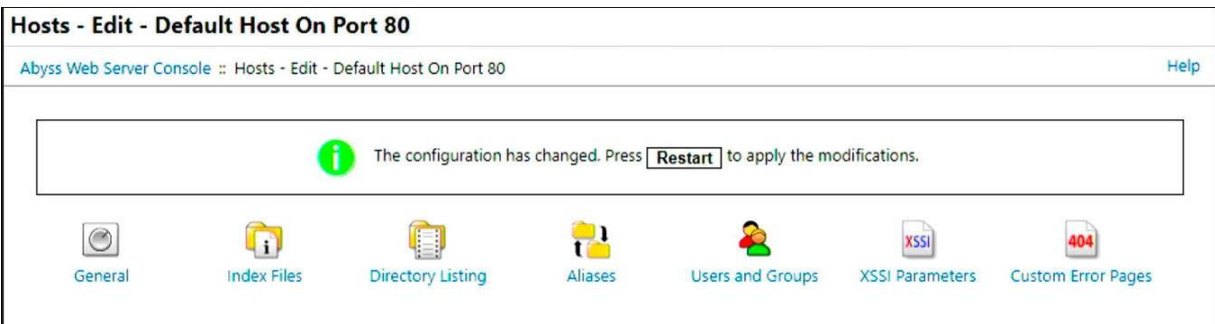 Hosts - Edit - Default Host On Port 80
Abyss Web Server Console :: Hosts - Edit - Default Host On Port 80 Help
The configuration has changed. Press Restart to apply the modifications.
i XSSI 404
General Index Files Directory Listing Aliases Users and Groups XSSI Parameters Custom Error Pages